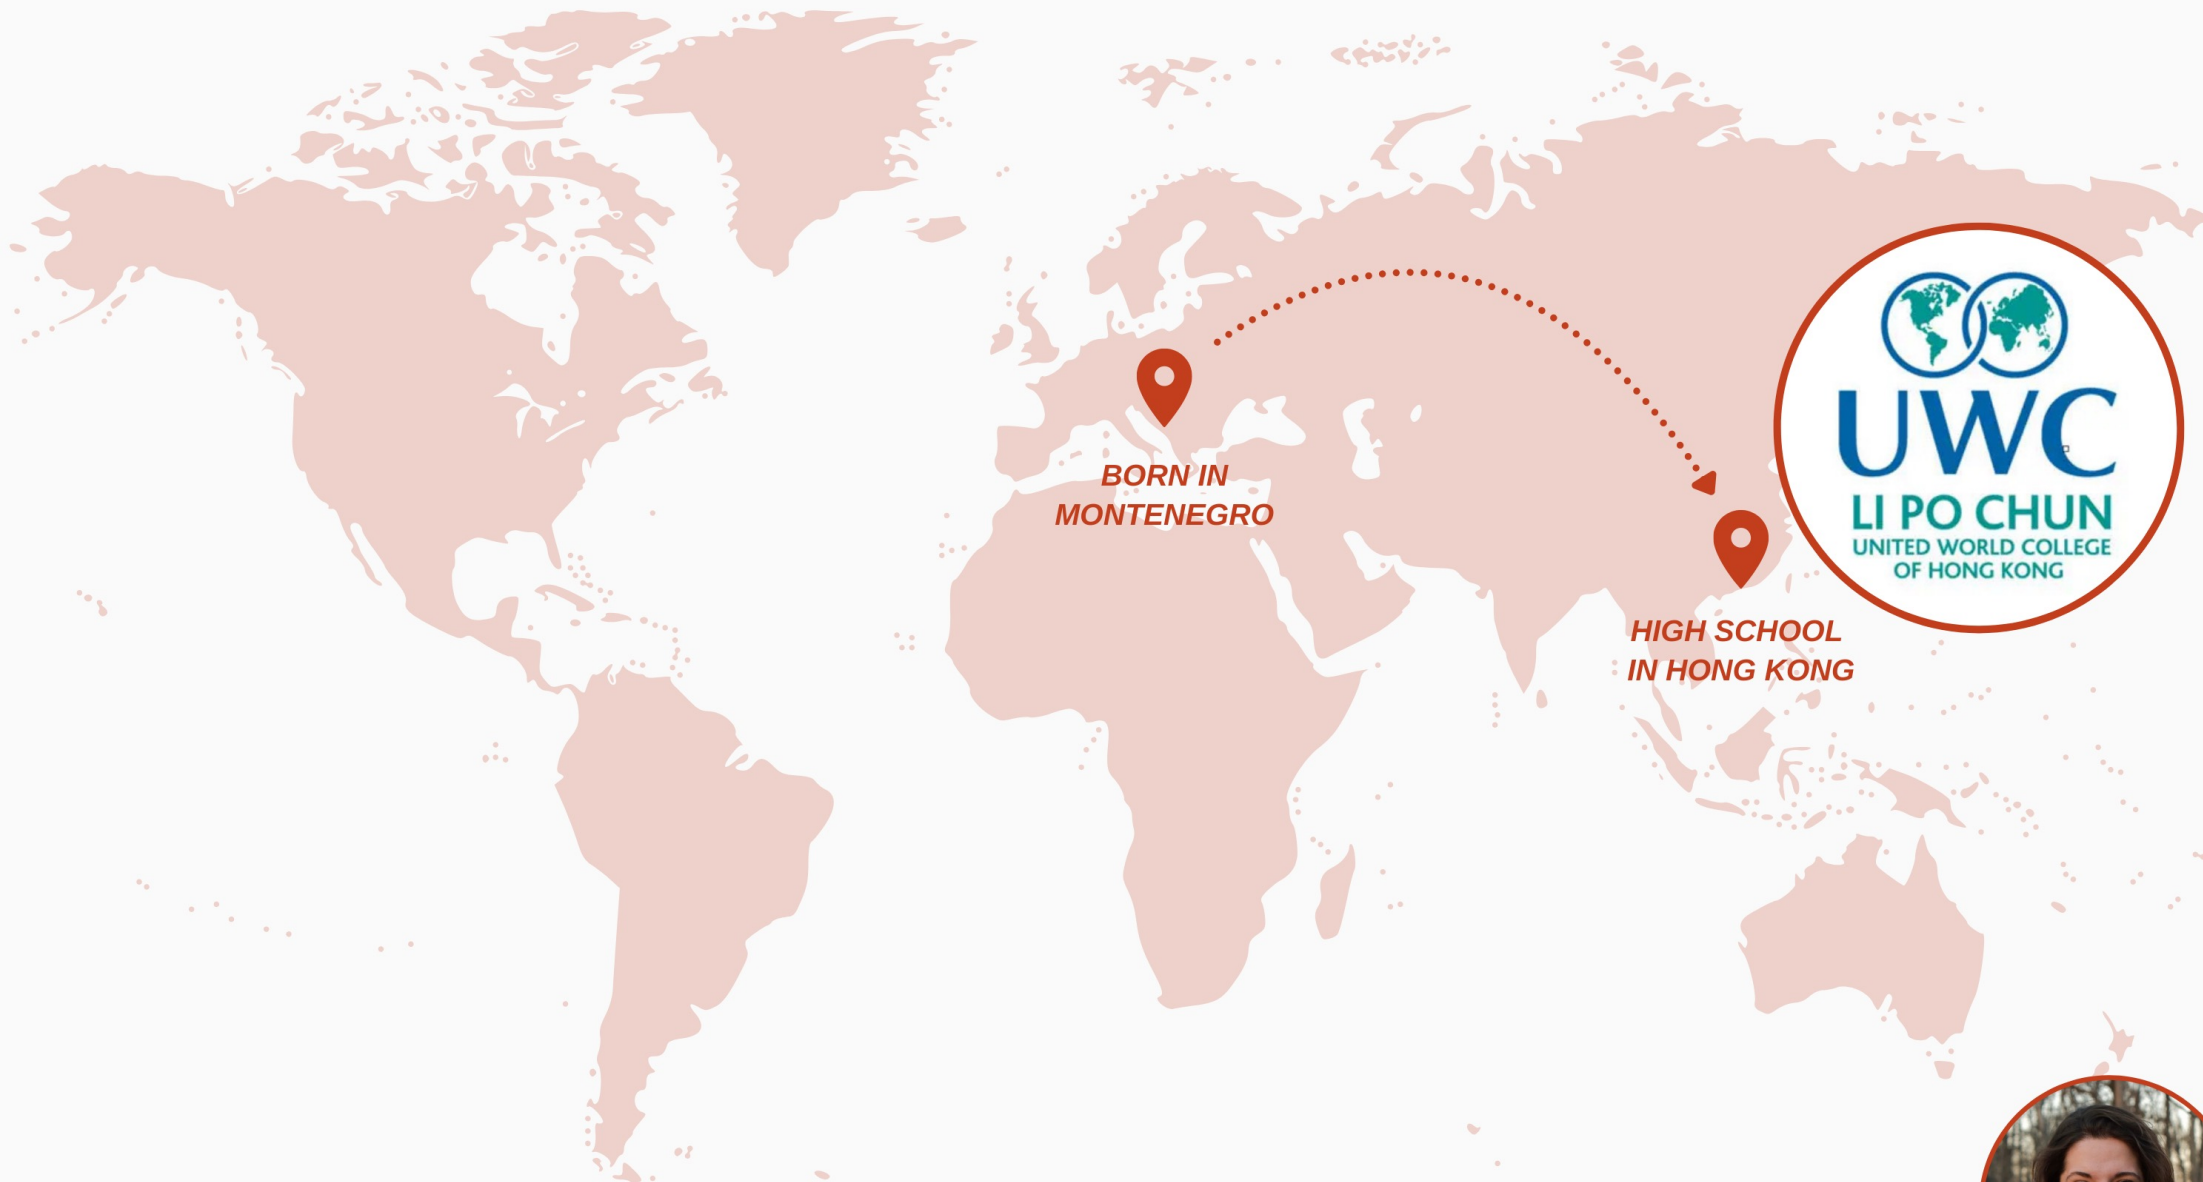 BORN IN
MONTENEGRO
HIGH SCHOOL
IN HONG KONG
UWC
LI PO CHUN
UNITED WORLD COLLEGE
OF HONG KONG